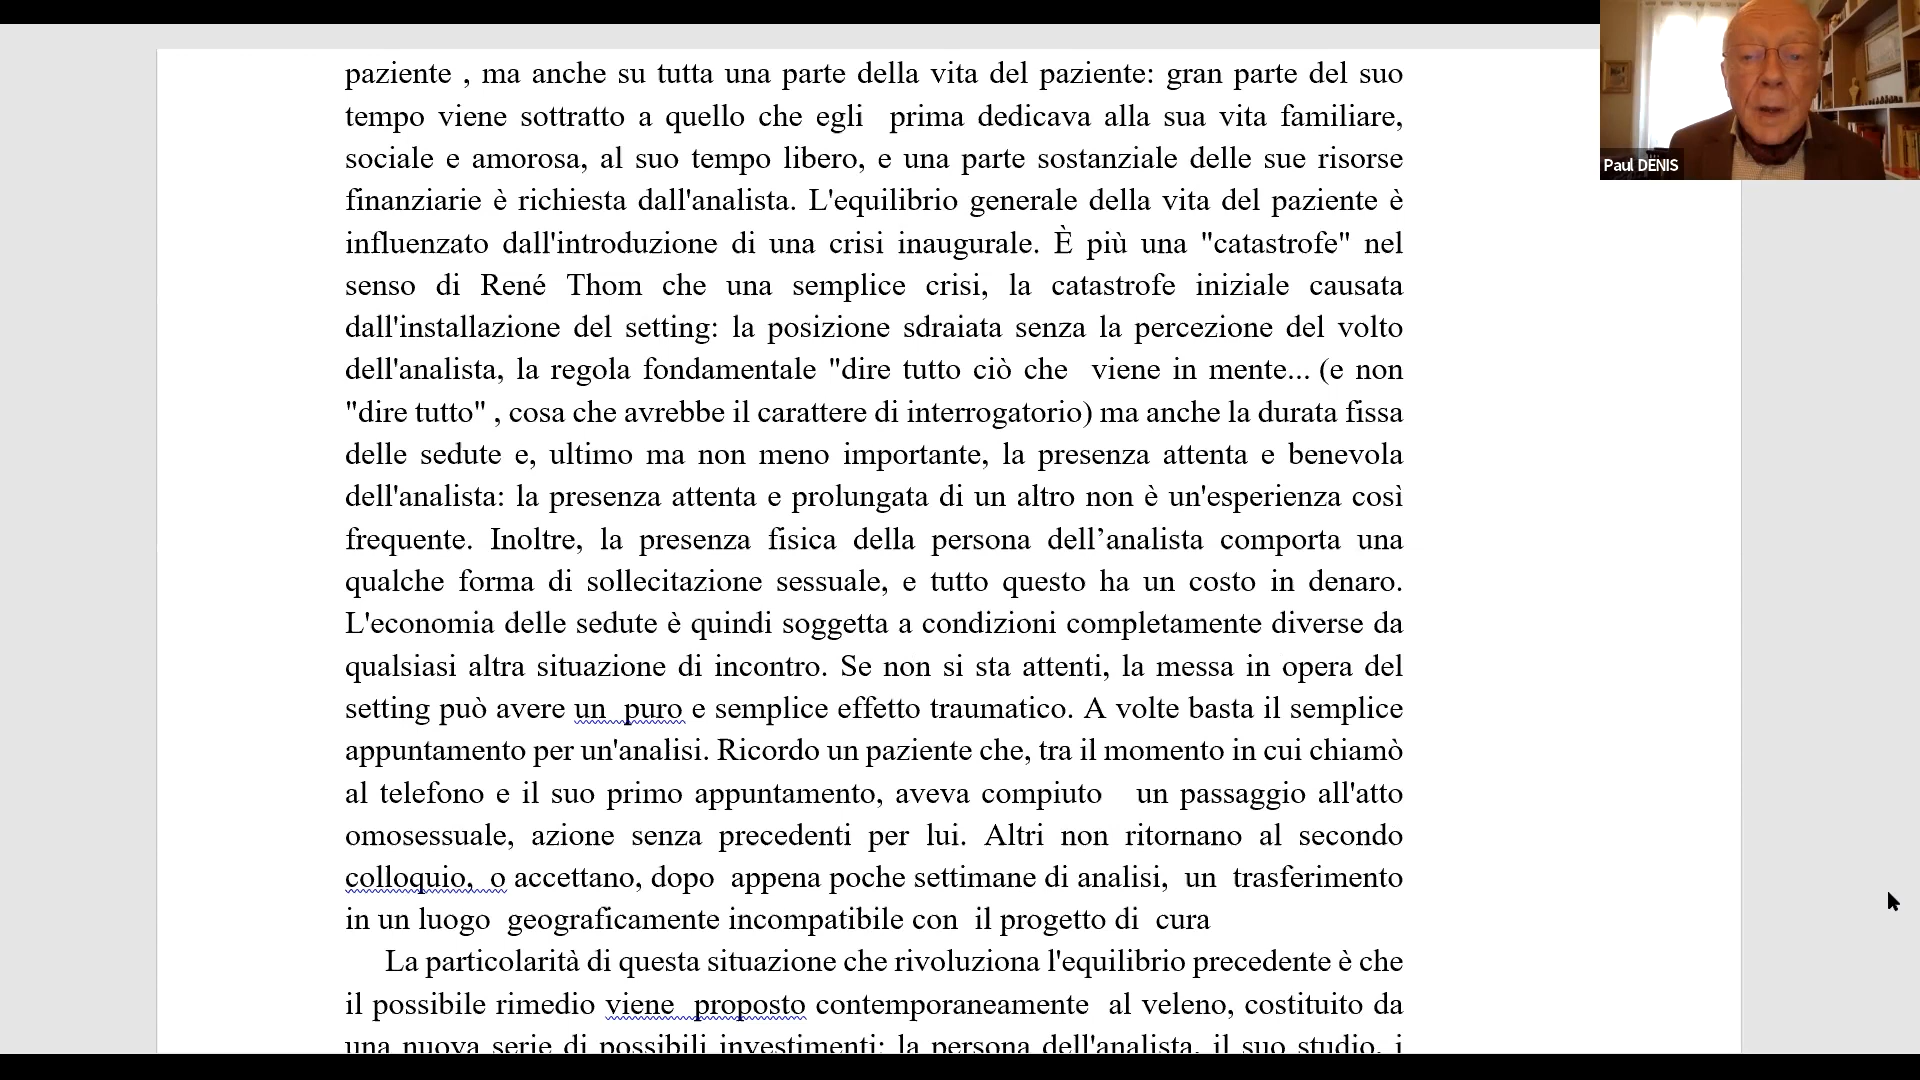 paziente , ma anche su tutta una parte della vita del paziente: gran parte del suo
tempo viene sottratto a quello che egli  prima dedicava alla sua vita familiare,
sociale e amorosa, al suo tempo libero, e una parte sostanziale delle sue risorse
finanziarie è richiesta dall'analista. L'equilibrio generale della vita del paziente è
influenzato dall'introduzione di una crisi inaugurale. È più una "catastrofe" nel
senso di René Thom che una semplice crisi, la catastrofe iniziale causata
dall'installazione del setting: la posizione sdraiata senza la percezione del volto
dell'analista, la regola fondamentale "dire tutto ciò che  viene in mente... (e non
"dire tutto" , cosa che avrebbe il carattere di interrogatorio) ma anche la durata fissa
delle sedute e, ultimo ma non meno importante, la presenza attenta e benevola
dell'analista: la presenza attenta e prolungata di un altro non è un'esperienza così
frequente. Inoltre, la presenza fisica della persona dell’analista comporta una
qualche forma di sollecitazione sessuale, e tutto questo ha un costo in denaro.
L'economia delle sedute è quindi soggetta a condizioni completamente diverse da
qualsiasi altra situazione di incontro. Se non si sta attenti, la messa in opera del
setting può avere un  puro e semplice effetto traumatico. A volte basta il semplice
appuntamento per un'analisi. Ricordo un paziente che, tra il momento in cui chiamò
al telefono e il suo primo appuntamento, aveva compiuto  un passaggio all'atto
omosessuale, azione senza precedenti per lui. Altri non ritornano al secondo
colloquio,  o accettano, dopo  appena poche settimane di analisi,  un  trasferimento
in un luogo  geograficamente incompatibile con  il progetto di  cura
La particolarità di questa situazione che rivoluziona l'equilibrio precedente è che
il possibile rimedio viene  proposto contemporaneamente  al veleno, costituito da
una nuova serie di possibili investimenti: la persona dell'analista, il suo studio, i
Paul DENIS